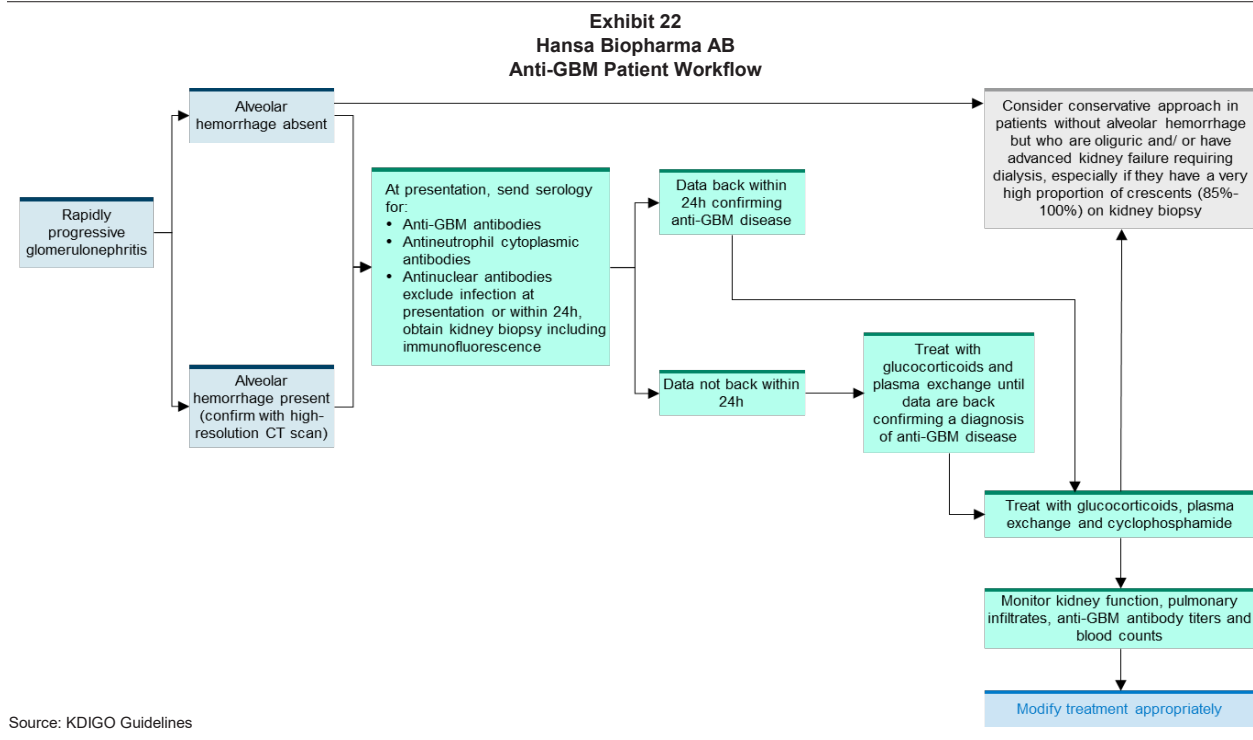 Exhibit 22
Hansa Biopharma AB
Anti-GBM Patient Workflow
Rapidly
progressive
glomerulonephritis
Alveolar
hemorrhage absent
Alveolar
hemorrhage present
(confirm with high-
resolution CT scan)
At presentation, send serology
for:
• Anti-GBM antibodies
• Antineutrophil cytoplasmic
antibodies
• Antinuclear antibodies
exclude infection at
presentation or within 24h,
obtain kidney biopsy including
immunofluorescence
Data back within
24h confirming
anti-GBM disease
Data not back within
24h
Treat with
glucocorticoids and
plasma exchange until
data are back
confirming a diagnosis
of anti-GBM disease
Consider conservative approach in
patients without alveolar hemorrhage
but who are oliguric and/ or have
advanced kidney failure requiring
dialysis, especially if they have a very
high proportion of crescents (85%-
100%) on kidney biopsy
Treat with glucocorticoids, plasma
exchange and cyclophosphamide
Monitor kidney function, pulmonary
infiltrates, anti-GBM antibody titers and
blood counts
Modify treatment appropriately
Source: KDIGO Guidelines